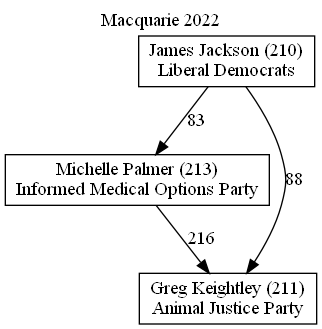 Macquarie 2022
James Jackson (210)
Liberal Democrats
83
Michelle Palmer (213)
Informed Medical Options Party
88
216
Greg Keightley (211)
Animal Justice Party